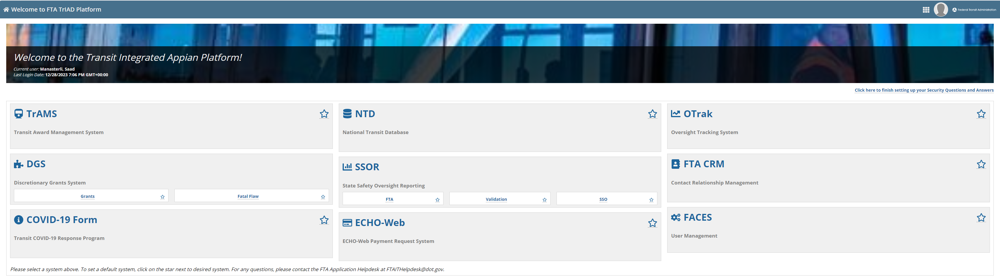 Welcome to FTA TrIAD Platform
Federal Transit Administration
Welcome to the Transit Integrated Appian Platform!
Current user: Manasterli, Saad
Last Login Date: 12/28/2023 7:06 PM GMT+00:00
Click here to finish setting up your Security Questions and Answers
TrAMS
Transit Award Management System
NTD
National Transit Database
OTrak
Oversight Tracking System
DGS
Discretionary Grants System
Grants
Fatal Flaw
SSOR
State Safety Oversight Reporting
FTA
Validation
SSO
FTA CRM
Contact Relationship Management
COVID-19 Form
Transit COVID-19 Response Program
ECHO-Web
ECHO-Web Payment Request System
FACES
User Management
Please select a system above. To set a default system, click on the star next to desired system. For any questions, please contact the FTA Application Helpdesk at FTAITHelpdesk@dot.gov.